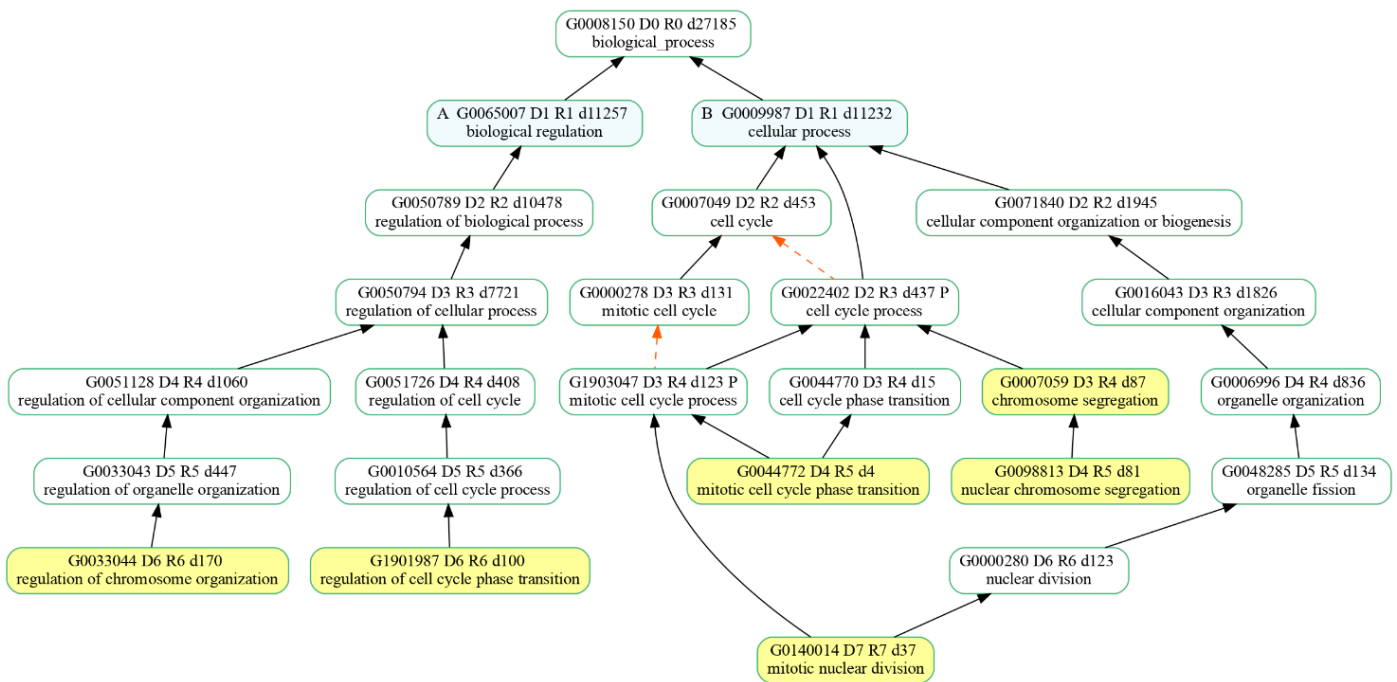 G0008150 D0 R0 d27185
biological_process
A G0065007 D1 R1 d11257
biological regulation
B G0009987 D1 R1 d11232
cellular process
G0050789 D2 R2 d10478
regulation of biological process
G0007049 D2 R2 d453
cell cycle
G0071840 D2 R2 d1945
cellular component organization or biogenesis
G0050794 D3 R3 d7721
regulation of cellular process
G0000278 D3 R3 d131
mitotic cell cycle
G0022402 D2 R3 d437 P
cell cycle process
G0016043 D3 R3 d1826
cellular component organization
G0051128 D4 R4 d1060
regulation of cellular component organization
G0051726 D4 R4 d408
regulation of cell cycle
G1903047 D3 R4 d123 P
mitotic cell cycle process
G0044770 D3 R4 d15
cell cycle phase transition
G0007059 D3 R4 d87
chromosome segregation
G0006996 D4 R4 d836
organelle organization
G0033043 D5 R5 d447
regulation of organelle organization
G0010564 D5 R5 d366
regulation of cell cycle process
G0044772 D4 R5 d4
mitotic cell cycle phase transition
G0098813 D4 R5 d81
nuclear chromosome segregation
G0048285 D5 R5 d134
organelle fission
G0033044 D6 R6 d170
regulation of chromosome organization
G1901987 D6 R6 d100
regulation of cell cycle phase transition
G0000280 D6 R6 d123
nuclear division
G0140014 D7 R7 d37
mitotic nuclear division